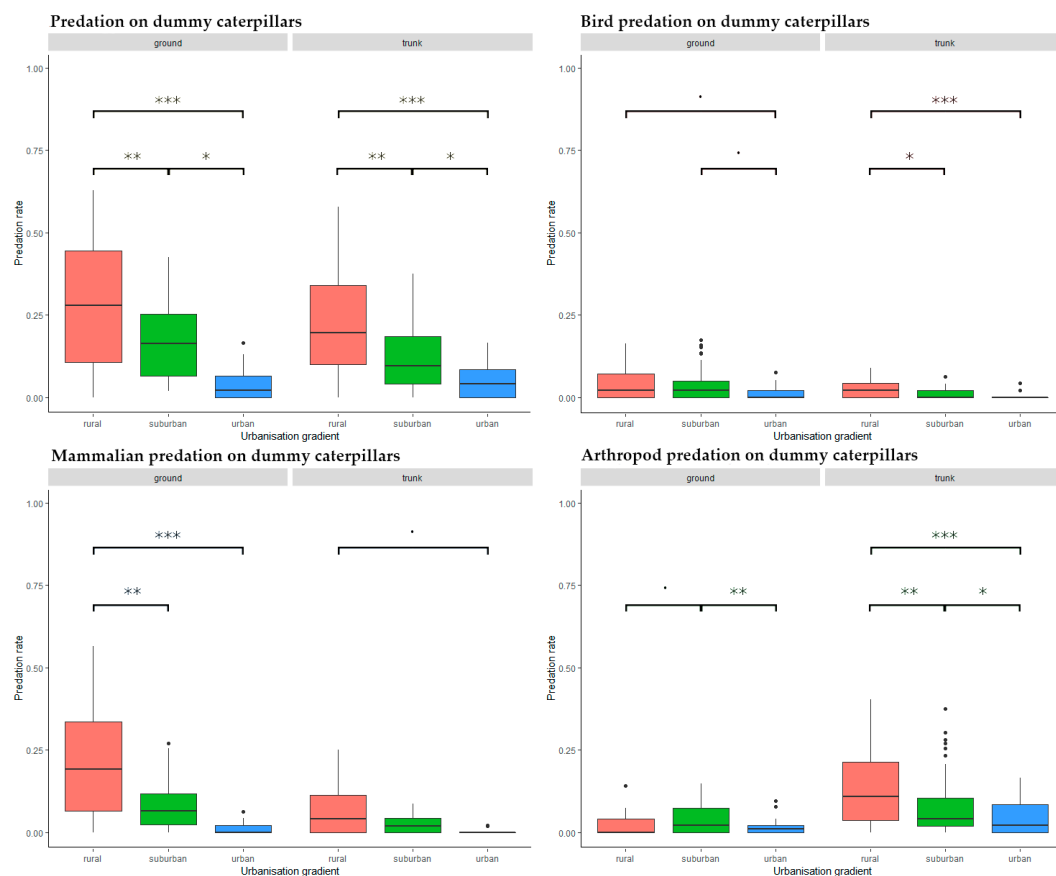 Predation on dummy caterpillars
ground trunk
1.00
***
***
0.75
** * ** *
Predation rate
0.50
0.25
0.00
rural suburban urban rural suburban urban
Urbanisation gradient
Bird predation on dummy caterpillars
ground trunk
1.00
. ***
0.75
. *
Predation rate
0.50
0.25
0.00
rural suburban urban rural suburban urban
Urbanisation gradient
Mammalian predation on dummy caterpillars
ground trunk
1.00
*** .
0.75
**
Predation rate
0.50
0.25
0.00
rural suburban urban rural suburban urban
Urbanisation gradient
Arthropod predation on dummy caterpillars
ground trunk
1.00
***
0.75
. ** ** *
Predation rate
0.50
0.25
0.00
rural suburban urban rural suburban urban
Urbanisation gradient